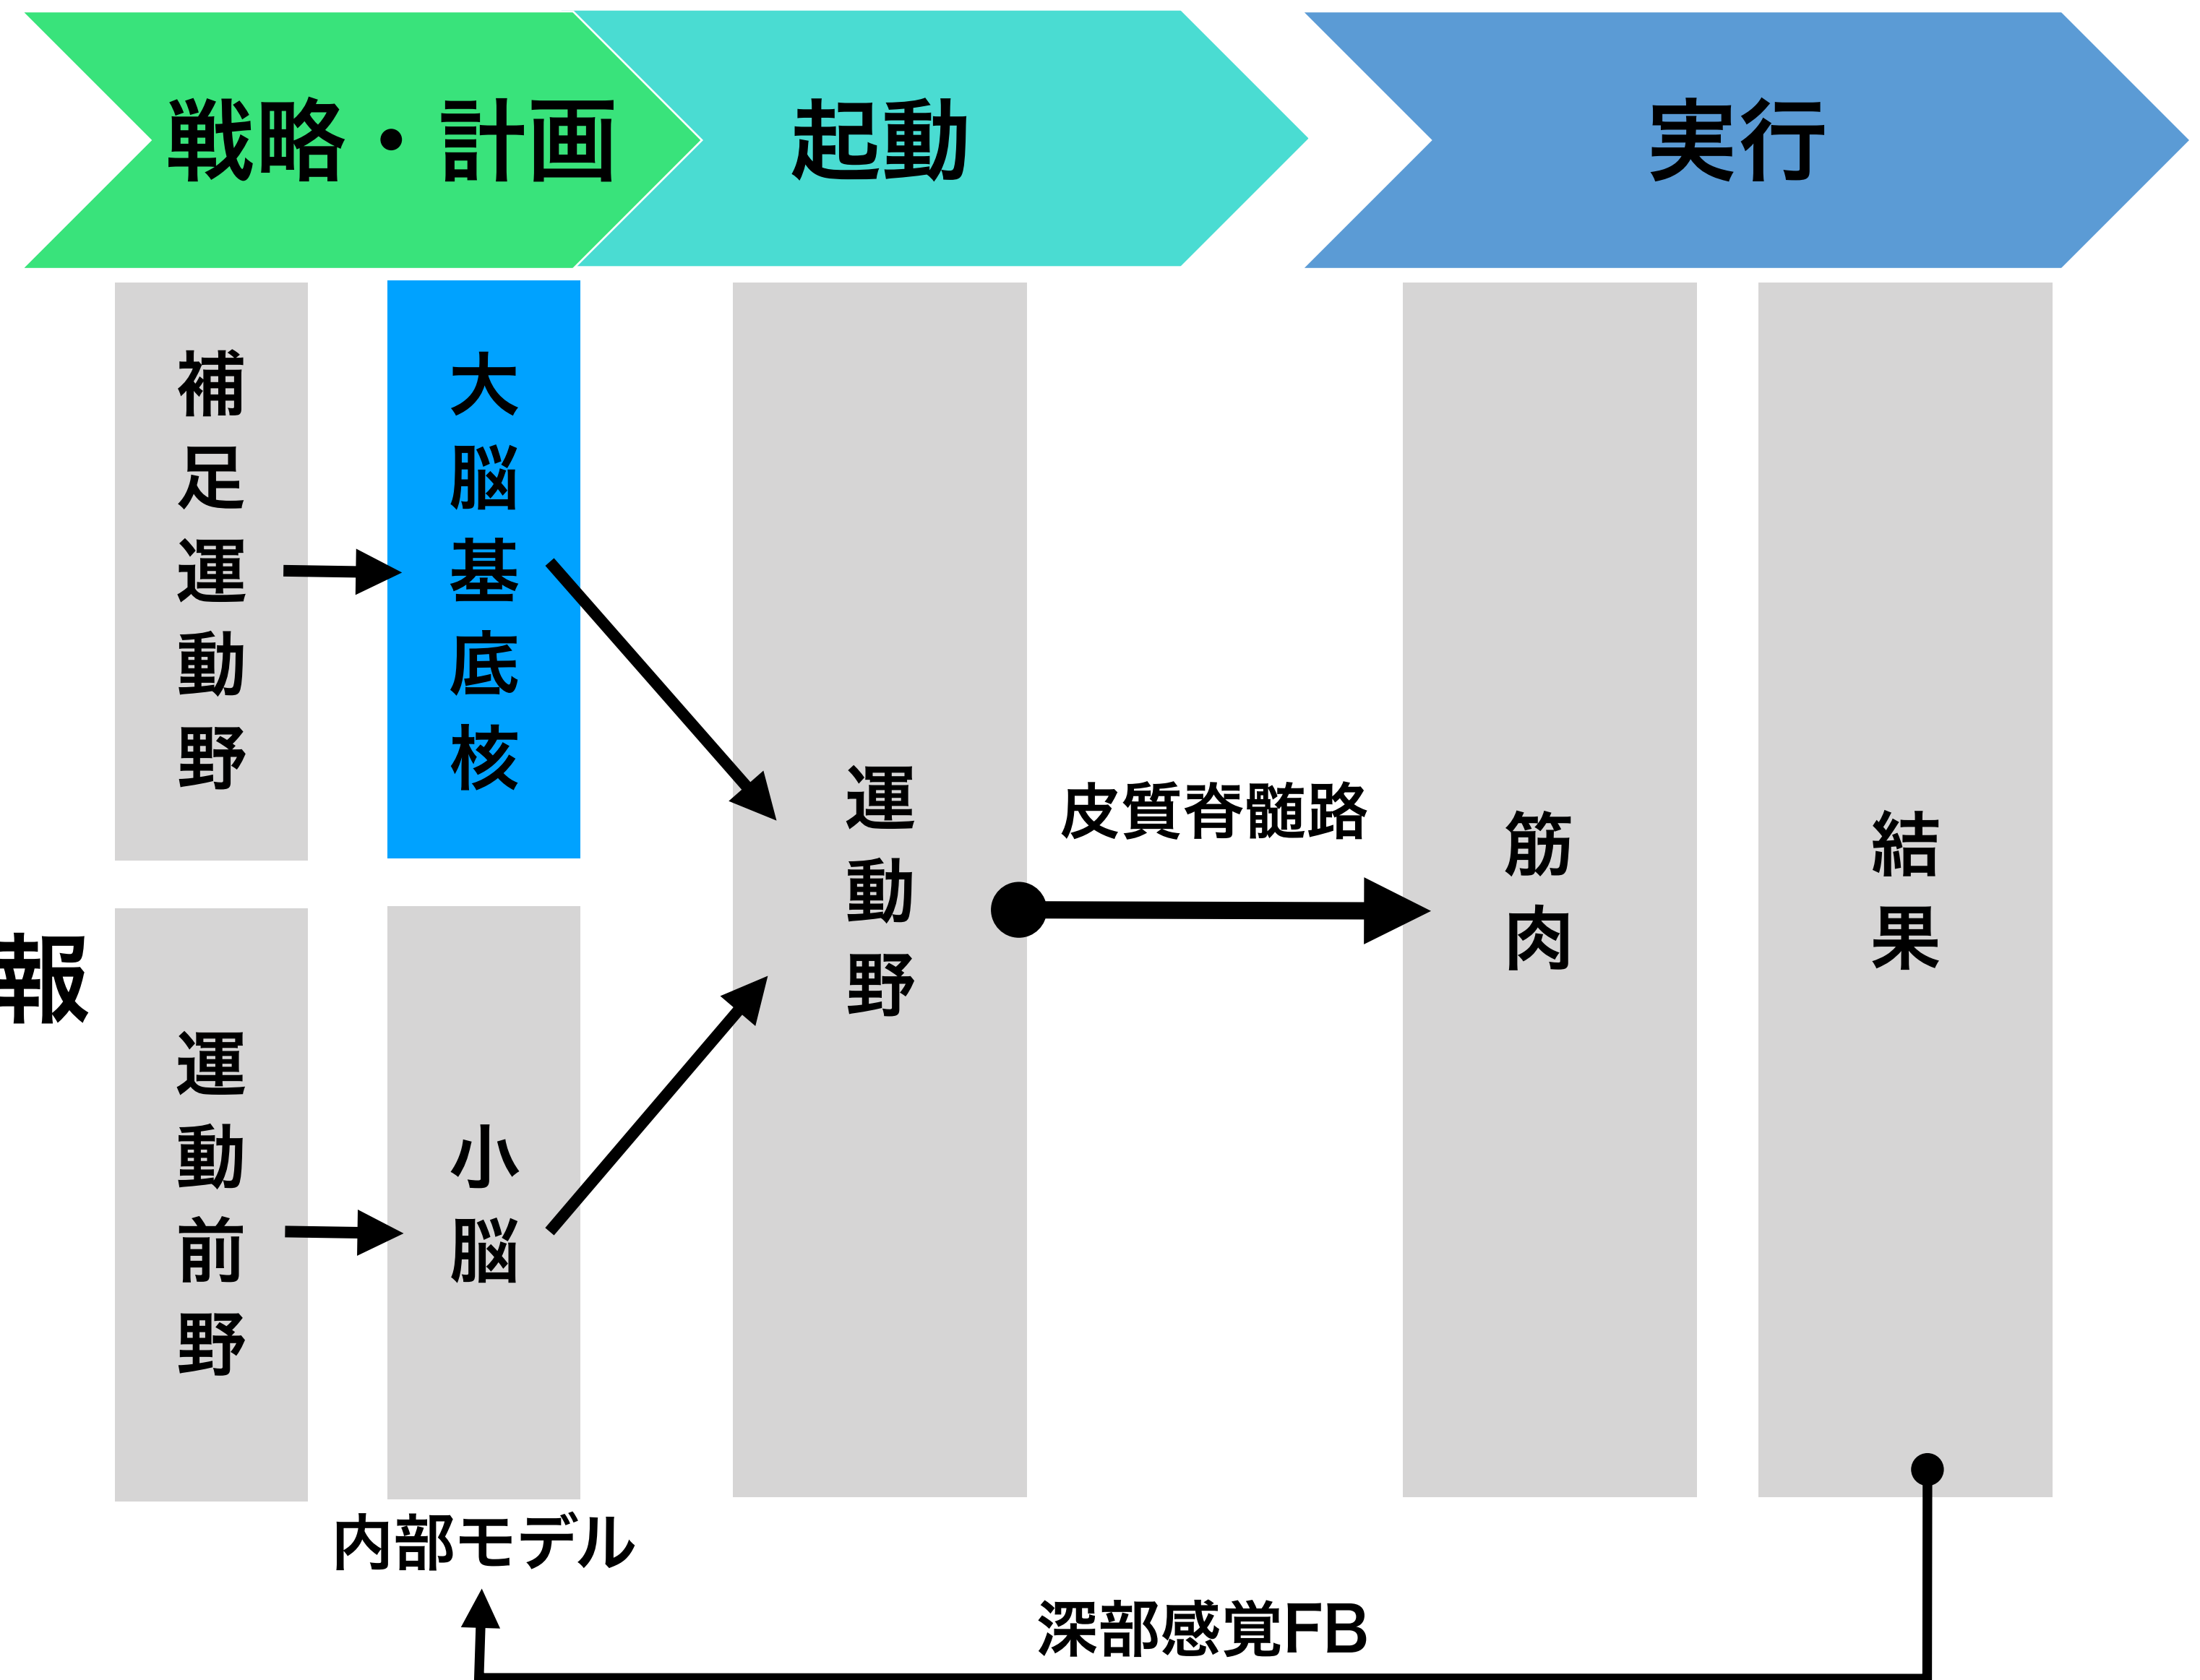 戦略・計画
起動
実行
補足運動野
大脳基底核
運動野
皮質脊髄路
筋肉
結果
報
運動前野
小脳
内部モデル
深部感覚FB